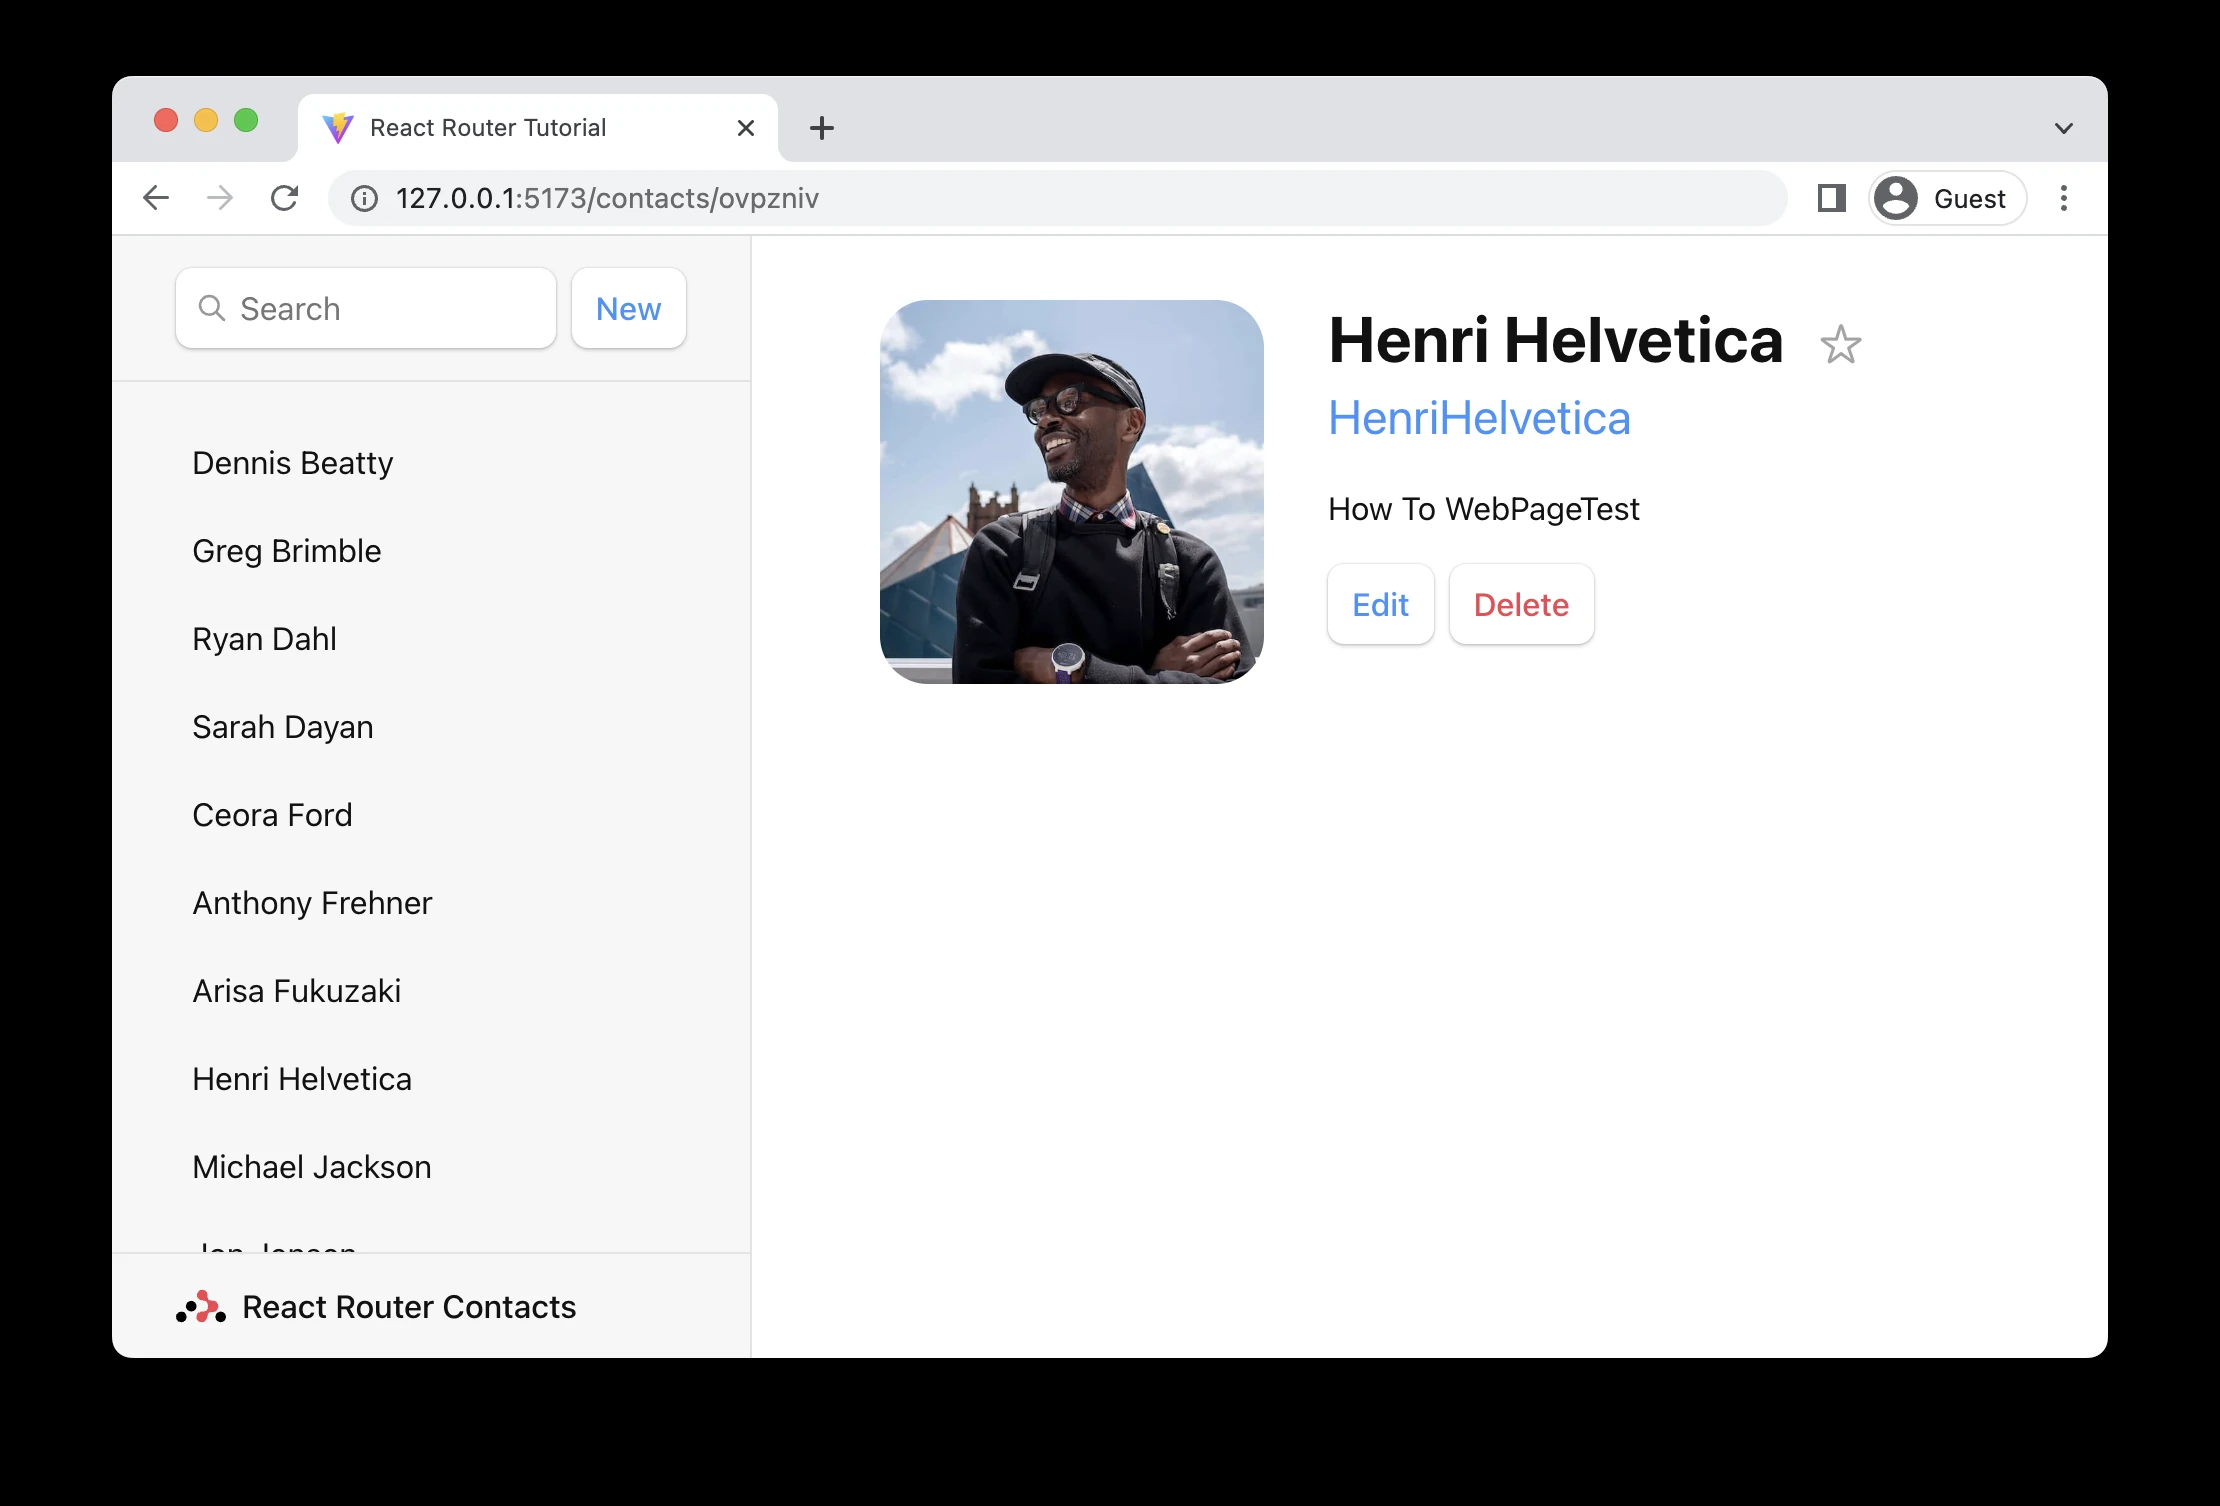 React Router Tutorial
127.0.0.1:5173/contacts/ovpzniv
Guest
Search
New
Dennis Beatty
Greg Brimble
Ryan Dahl
Sarah Dayan
Ceora Ford
Anthony Frehner
Arisa Fukuzaki
Henri Helvetica
Michael Jackson
React Router Contacts
Henri Helvetica
HenriHelvetica
How To WebPageTest
Edit
Delete